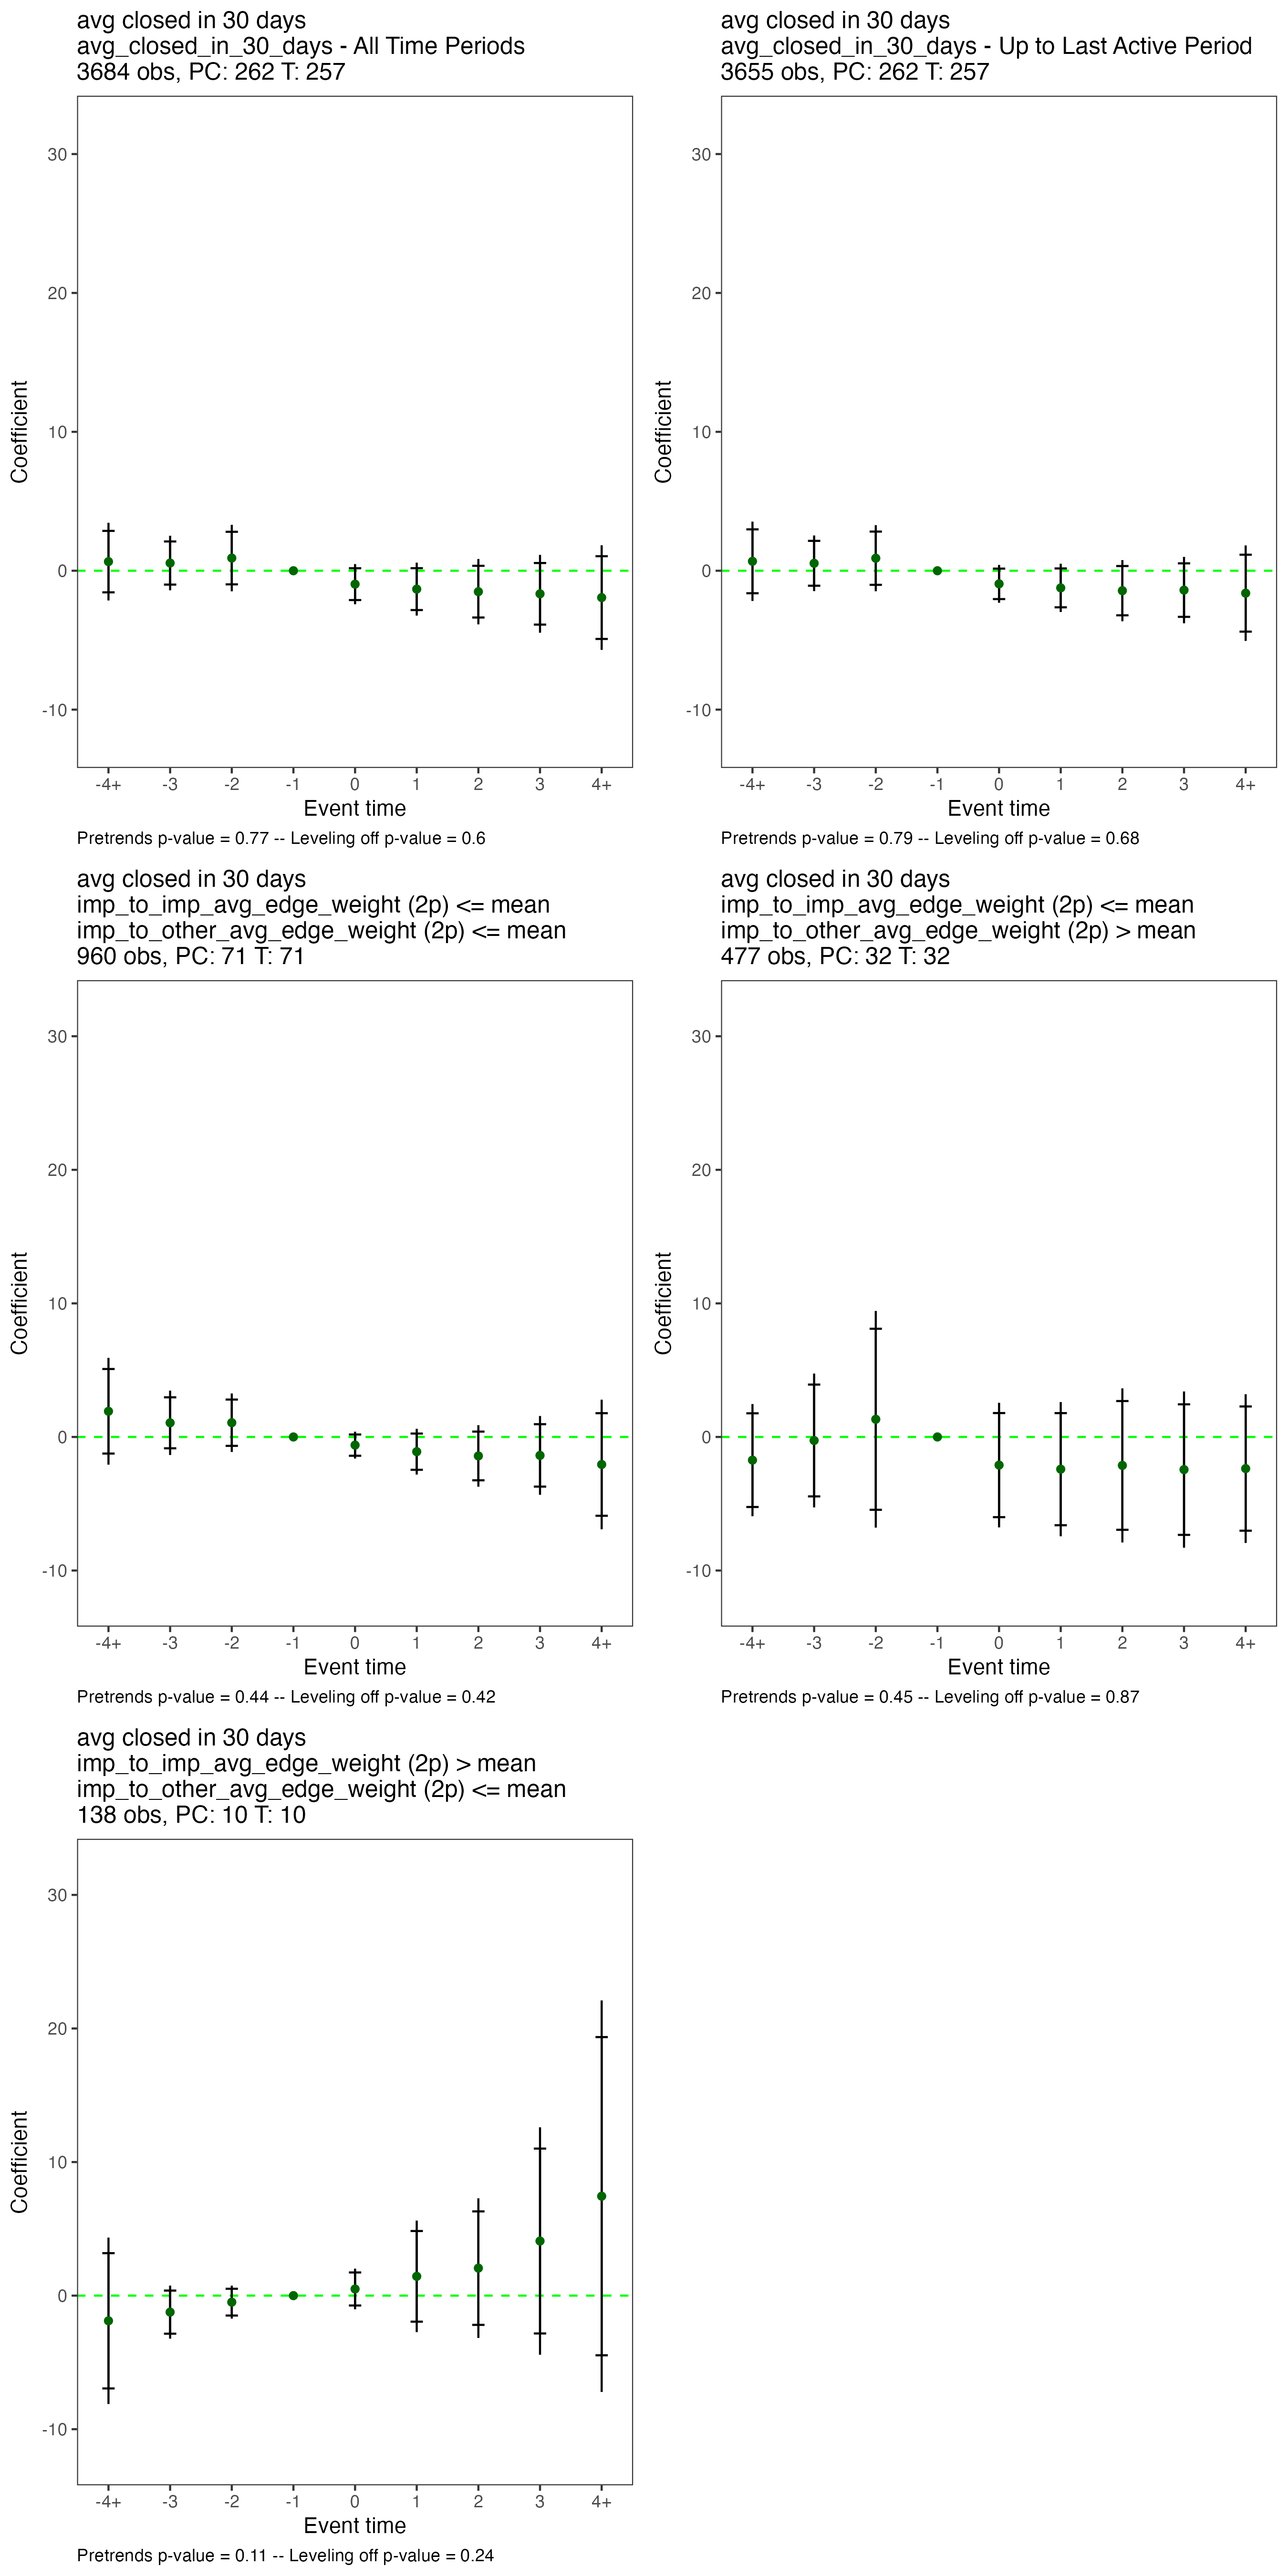 avg closed in 30 days
avg_closed_in_30_days - All Time Periods
3684 obs, PC: 262 T: 257
30
20
10
0
-10
Coefficient
-4+ -3 -2 -1 0 1 2 3 4+
Event time
Pretrends p-value = 0.77 -- Leveling off p-value = 0.6
avg closed in 30 days
avg_closed_in_30_days - Up to Last Active Period
3655 obs, PC: 262 T: 257
30
20
10
0
-10
Coefficient
-4+ -3 -2 -1 0 1 2 3 4+
Event time
Pretrends p-value = 0.79 -- Leveling off p-value = 0.68
avg closed in 30 days
imp_to_imp_avg_edge_weight (2p) <= mean
imp_to_other_avg_edge_weight (2p) <= mean
960 obs, PC: 71 T: 71
30
20
10
0
-10
Coefficient
-4+ -3 -2 -1 0 1 2 3 4+
Event time
Pretrends p-value = 0.44 -- Leveling off p-value = 0.42
avg closed in 30 days
imp_to_imp_avg_edge_weight (2p) <= mean
imp_to_other_avg_edge_weight (2p) > mean
477 obs, PC: 32 T: 32
30
20
10
0
-10
Coefficient
-4+ -3 -2 -1 0 1 2 3 4+
Event time
Pretrends p-value = 0.45 -- Leveling off p-value = 0.87
avg closed in 30 days
imp_to_imp_avg_edge_weight (2p) > mean
imp_to_other_avg_edge_weight (2p) <= mean
138 obs, PC: 10 T: 10
30
20
10
0
-10
Coefficient
-4+ -3 -2 -1 0 1 2 3 4+
Event time
Pretrends p-value = 0.11 -- Leveling off p-value = 0.24